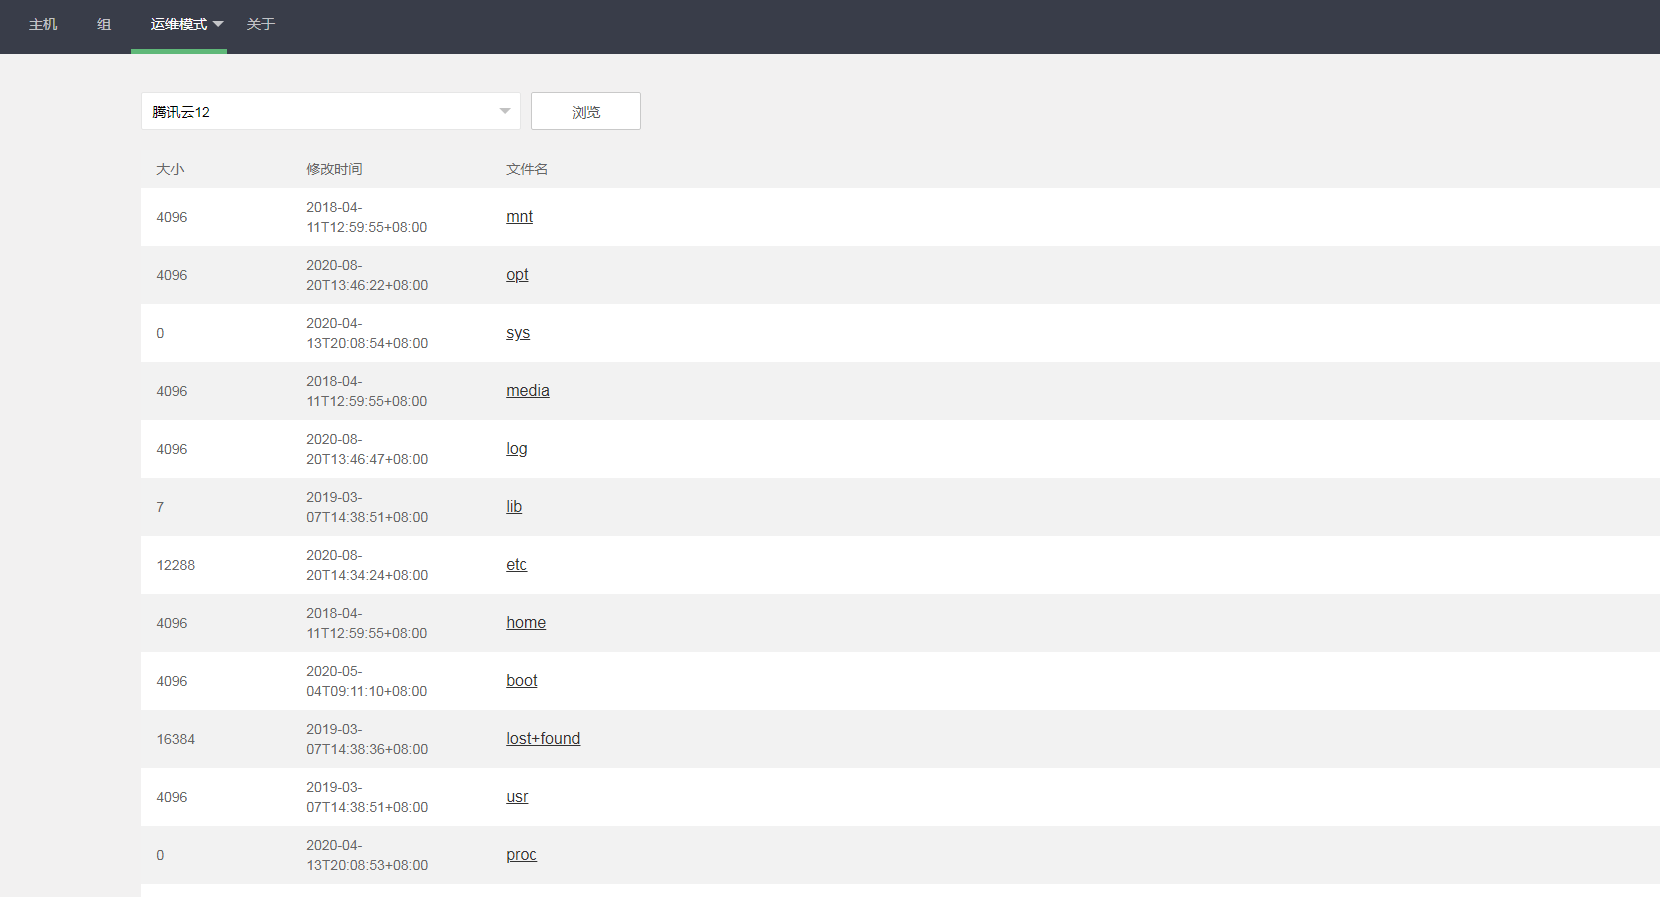 主机 组 运维模式 关于
腾讯云12 浏览
大小 修改时间 文件名
4096 2018-04-11T12:59:55+08:00 mnt
4096 2020-08-20T13:46:22+08:00 opt
0 2020-04-13T20:08:54+08:00 sys
4096 2018-04-11T12:59:55+08:00 media
4096 2020-08-20T13:46:47+08:00 log
7 2019-03-07T14:38:51+08:00 lib
12288 2020-08-20T14:34:24+08:00 etc
4096 2018-04-11T12:59:55+08:00 home
4096 2020-05-04T09:11:10+08:00 boot
16384 2019-03-07T14:38:36+08:00 lost+found
4096 2019-03-07T14:38:51+08:00 usr
0 2020-04-13T20:08:53+08:00 proc